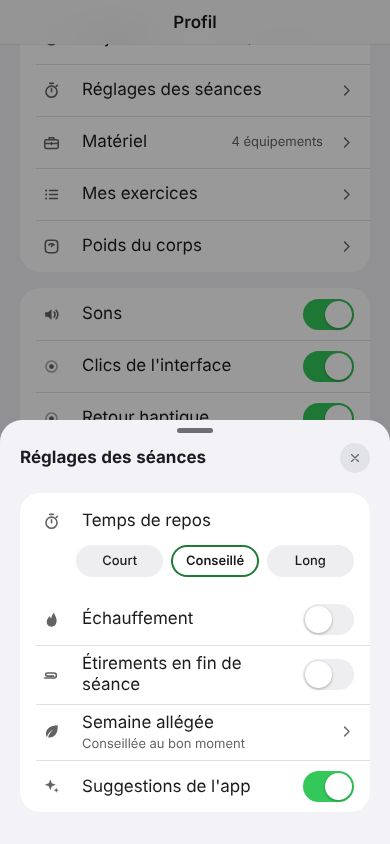 Profil
Réglages des séances
Matériel
4 équipements
Mes exercices
Poids du corps
Sons
Clics de l'interface
Retour haptique
Réglages des séances
Temps de repos
Court
Conseillé
Long
Échauffement
Étirements en fin de
séance
Semaine allégée
Conseillée au bon moment
Suggestions de l'app